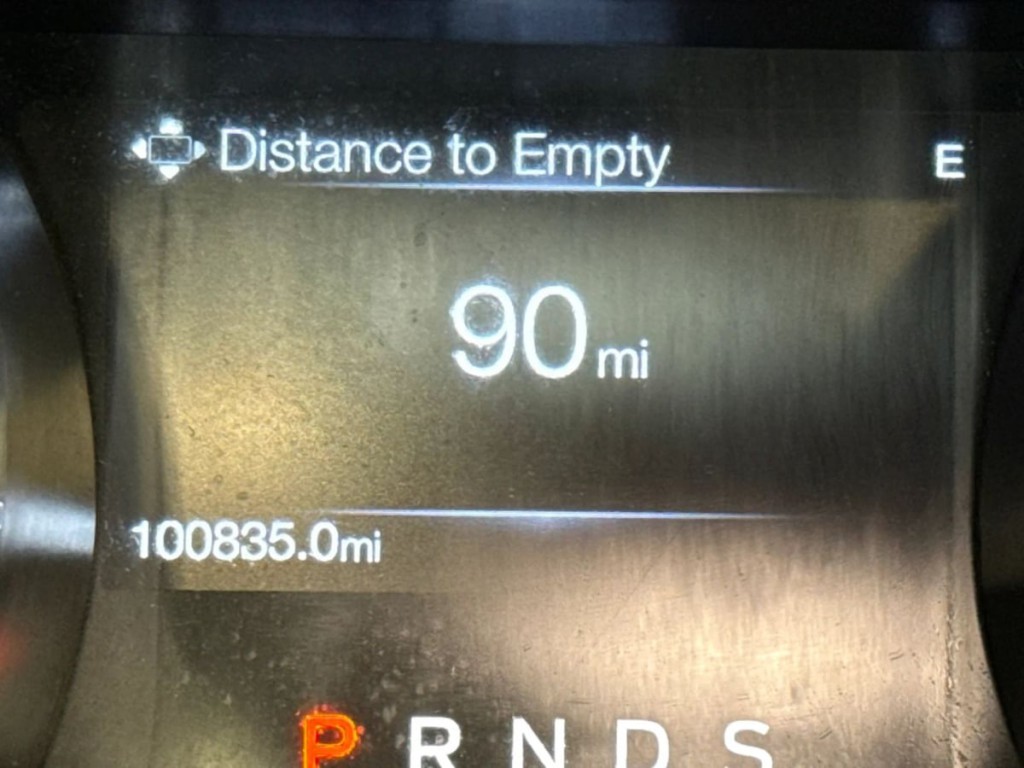 Distance to Empty E
90 mi
100835.0mi
P R N D S